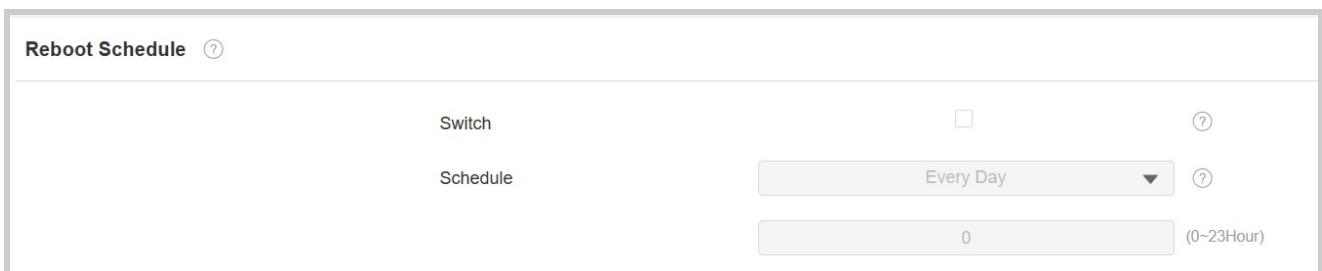 Reboot Schedule ?
Switch ?
Schedule Every Day ?
0 (0~23Hour)